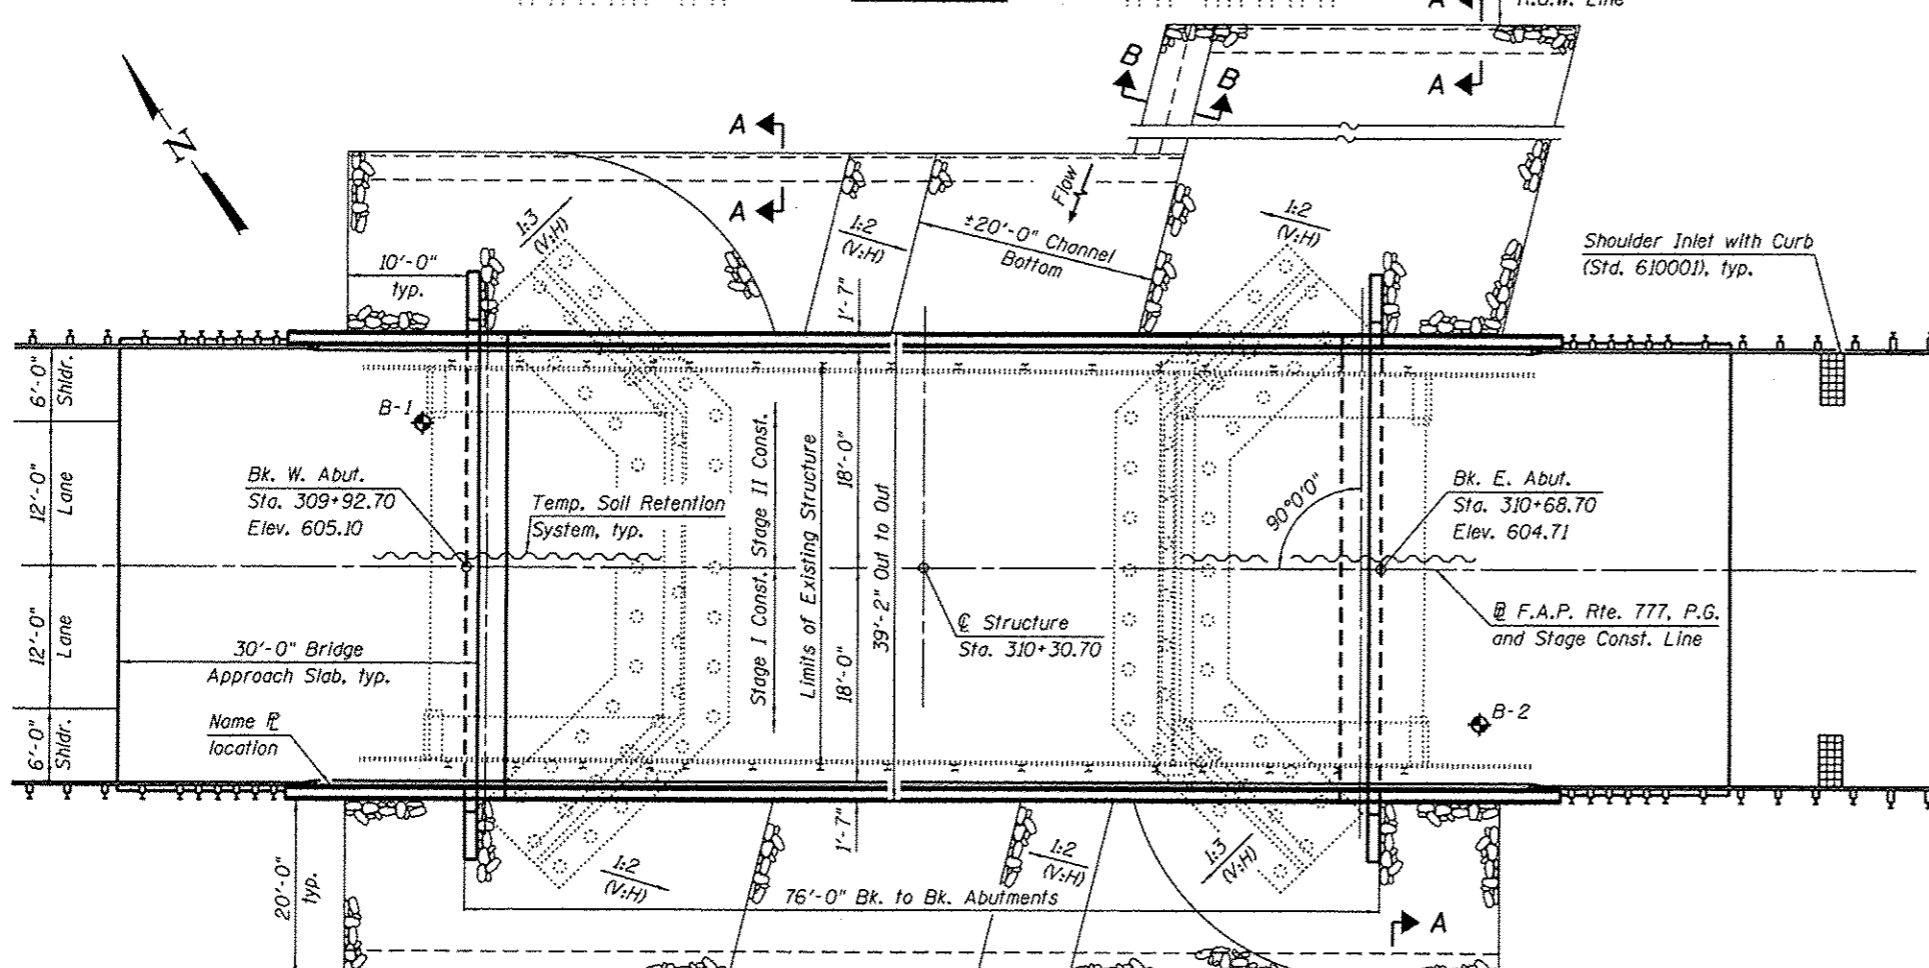 A
R.O.W. Line
B
B
A
A
N
Flow
1:3
(V:H)
A
1:2
(V:H)
1:2
(V:H)
±20'-0" Channel
Bottom
Shoulder Inlet with Curb
(Std. 610001), typ.
10'-0"
typ.
1'-7"
6'-0"
Shldr.
B-1
12'-0"
Lane
Bk. W. Abut.
Sta. 309+92.70
Elev. 605.10
Temp. Soil Retention
System, typ.
Stage II Const.
Stage I Const.
Limits of Existing Structure
18'-0"
18'-0"
39'-2" Out to Out
90°0'0"
Bk. E. Abut.
Sta. 310+68.70
Elev. 604.71
12'-0"
Lane
30'-0" Bridge
Approach Slab, typ.
℄ Structure
Sta. 310+30.70
F.A.P. Rte. 777, P.G.
and Stage Const. Line
6'-0"
Shldr.
Name PL
location
B-2
1'-7"
20'-0"
typ.
1:2
(V:H)
1:2
(V:H)
1:3
(V:H)
76'-0" Bk. to Bk. Abutments
A